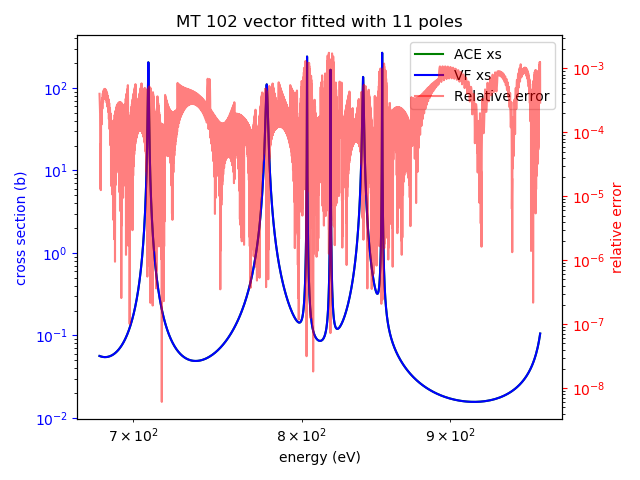 MT 102 vector fitted with 11 poles
ACE xs
VF xs
Relative error
10²
10¹
10⁰
10⁻¹
10⁻²
cross section (b)
10⁻³
10⁻⁴
10⁻⁵
10⁻⁶
10⁻⁷
10⁻⁸
relative error
7 × 10² 8 × 10² 9 × 10²
energy (eV)